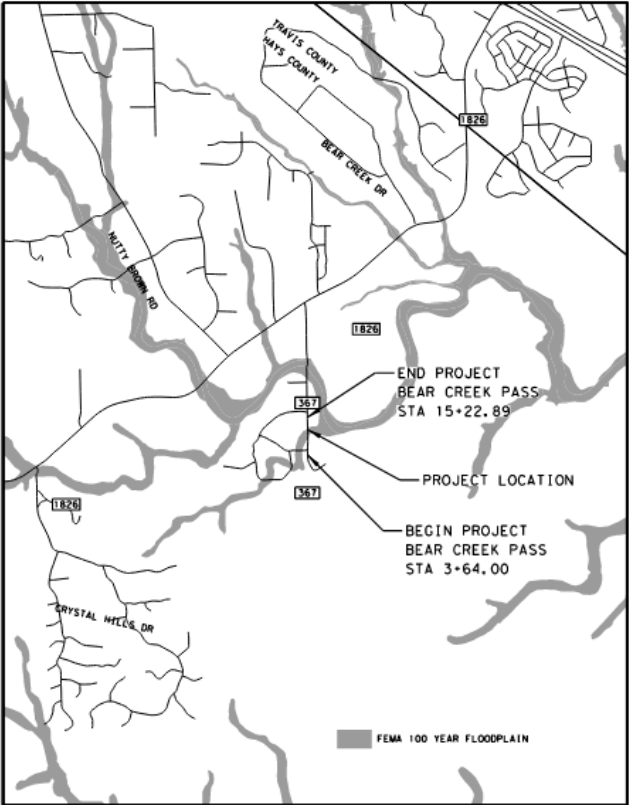 TRAVIS COUNTY
HAYS COUNTY
1826
BEAR CREEK DR
NUTTY BROWN RD
1826
END PROJECT
BEAR CREEK PASS
STA 15+22.89
367
PROJECT LOCATION
367
1826
BEGIN PROJECT
BEAR CREEK PASS
STA 3+64.00
CRYSTAL HILLS DR
FEMA 100 YEAR FLOODPLAIN